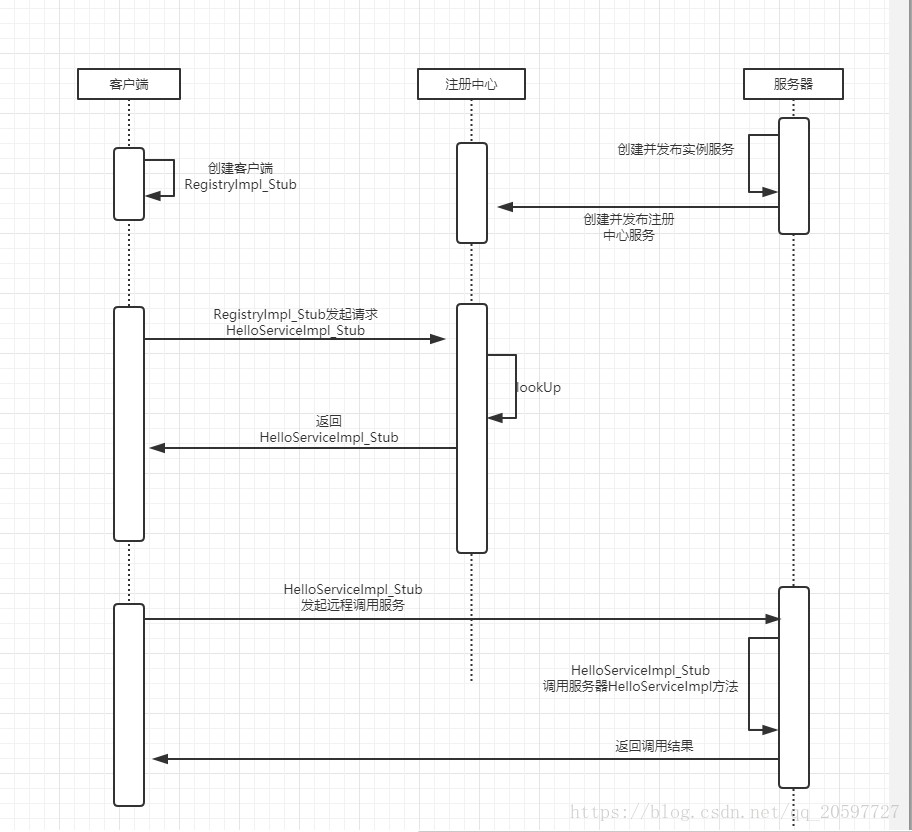 客户端
注册中心
服务器
创建并发布实例服务
创建客户端
RegistryImpl_Stub
创建并发布注册
中心服务
RegistryImpl_Stub发起请求
HelloServiceImpl_Stub
lookUp
返回
HelloServiceImpl_Stub
HelloServiceImpl_Stub
发起远程调用服务
HelloServiceImpl_Stub
调用服务器HelloServiceImpl方法
返回调用结果
https://blog.csdn.net/qq_20597727